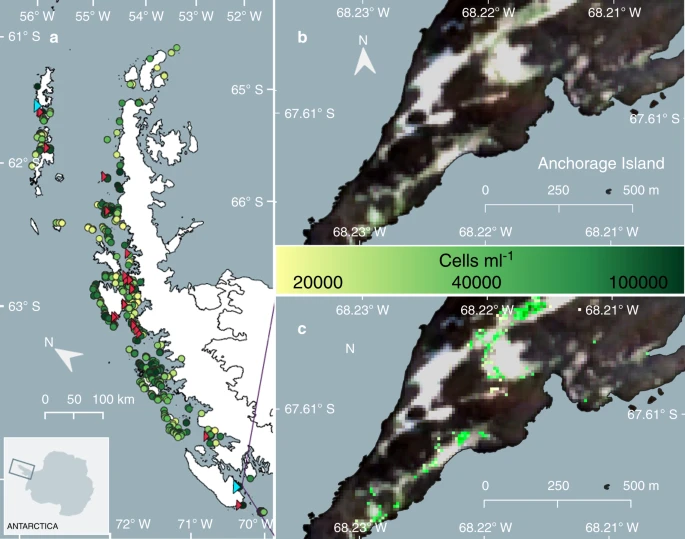 56° W
55° W
54° W
53° W
52° W
61° S
a
65° S
62° S
66° S
63° S
N
0 50 100 km
ANTARCTICA
72° W
71° W
70° W
68.23° W
68.22° W
68.21° W
b
N
67.61° S
67.61° S
Anchorage Island
0 250 500 m
68.23° W
68.22° W
68.21° W
Cells ml-1
20000
40000
100000
68.23° W
68.22° W
68.21° W
c
N
67.61° S
67.61° S
0 250 500 m
68.23° W
68.22° W
68.21° W